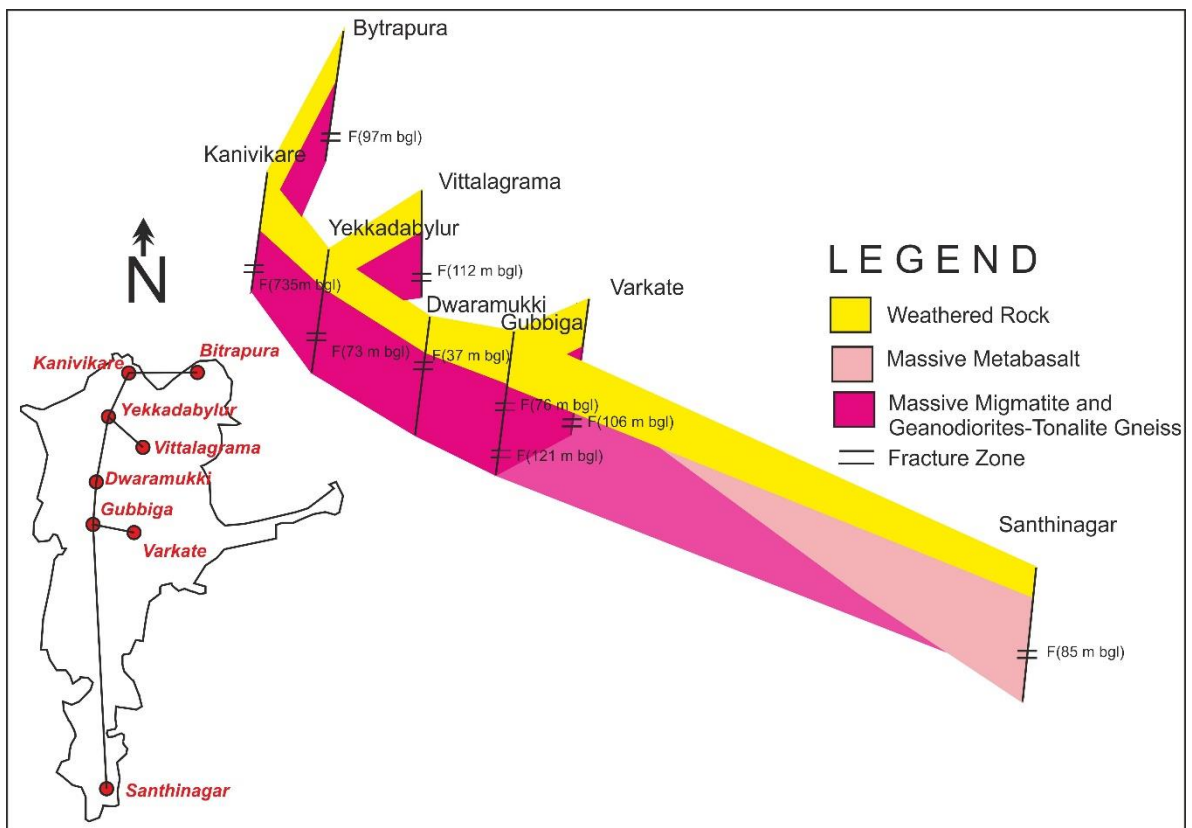 Bytrapura
F(97m bgl)
Kanivikare
Vittalagrama
Yekkadabylur
F(112 m bgl)
F(735m bgl)
Varkate
Dwaramukki
Gubbiga
F(73 m bgl)
F(37 m bgl)
F(76 m bgl)
F(106 m bgl)
F(121 m bgl)
Santhinagar
F(85 m bgl)
LEGEND
Weathered Rock
Massive Metabasalt
Massive Migmatite and
Geanodiorites-Tonalite Gneiss
Fracture Zone
N
Kanivikare
Bitrapura
Yekkadabylur
Vittalagrama
Dwaramukki
Gubbiga
Varkate
Santhinagar